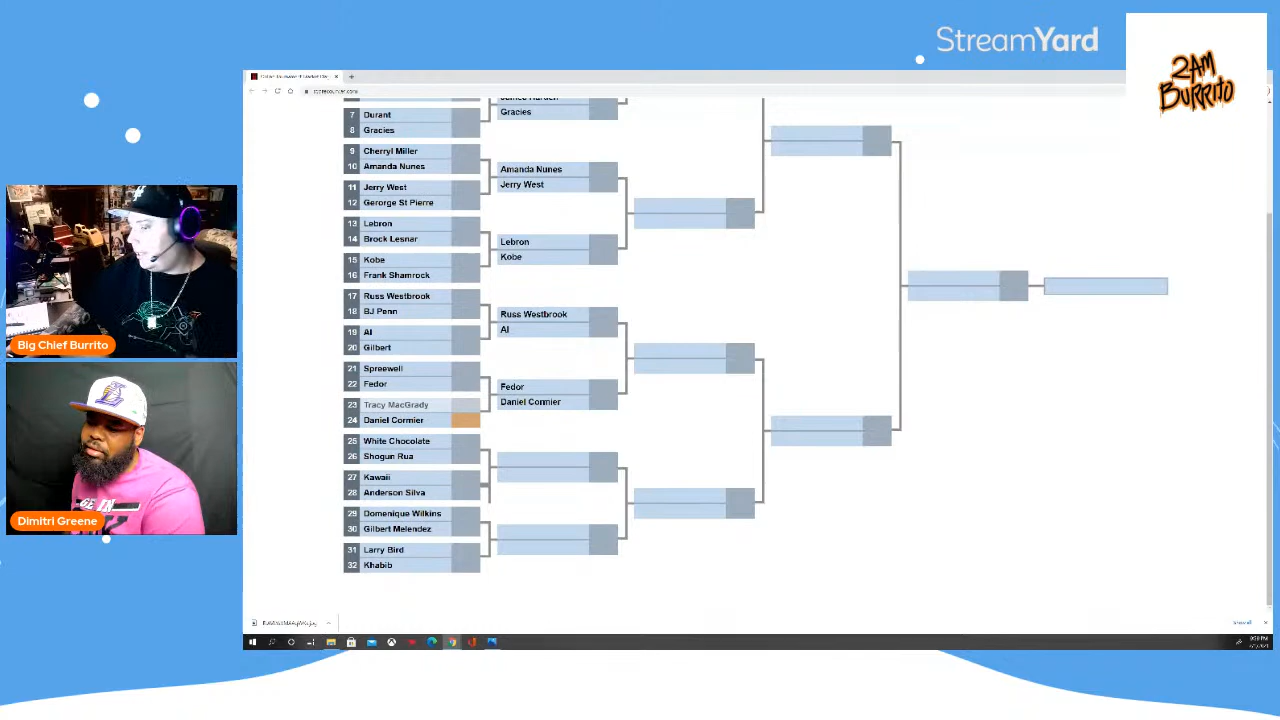 StreamYard
2AM
BURRITO
7 Durant
8 Gracies
9 Cherryl Miller
10 Amanda Nunes
11 Jerry West
12 Gerorge St Pierre
13 Lebron
14 Brock Lesnar
15 Kobe
16 Frank Shamrock
17 Russ Westbrook
18 BJ Penn
19 AI
20 Gilbert
21 Spreewell
22 Fedor
23 Tracy MacGrady
24 Daniel Cormier
25 White Chocolate
26 Shogun Rua
27 Kawaii
28 Anderson Silva
29 Domenique Wilkins
30 Gilbert Melendez
31 Larry Bird
32 Khabib
James Harden
Gracies
Amanda Nunes
Jerry West
Lebron
Kobe
Russ Westbrook
AI
Fedor
Daniel Cormier
Big Chief Burrito
Dimitri Greene
Show all